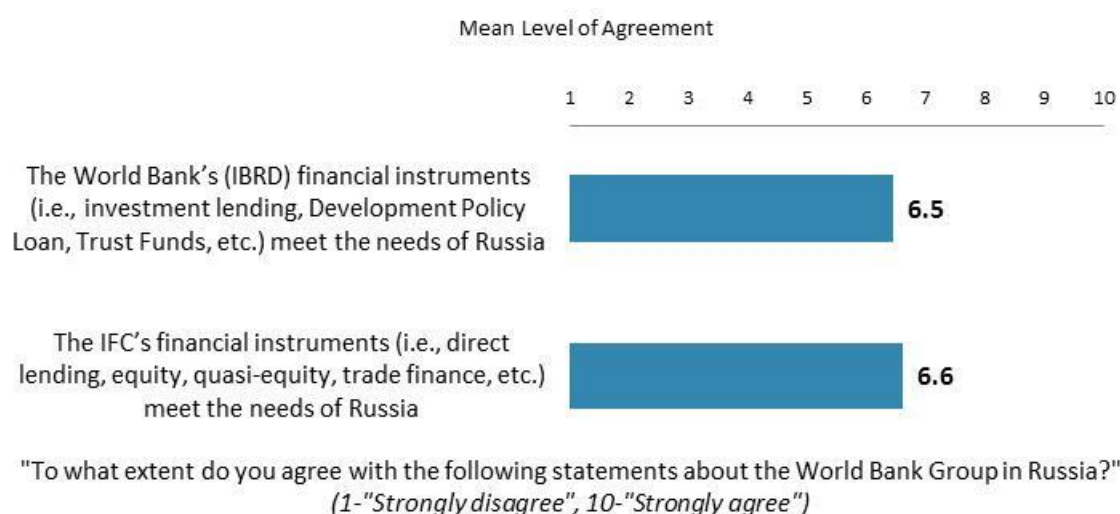 Mean Level of Agreement
1 2 3 4 5 6 7 8 9 10
The World Bank’s (IBRD) financial instruments
(i.e., investment lending, Development Policy
Loan, Trust Funds, etc.) meet the needs of Russia
6.5
The IFC’s financial instruments (i.e., direct
lending, equity, quasi-equity, trade finance, etc.)
meet the needs of Russia
6.6
"To what extent do you agree with the following statements about the World Bank Group in Russia?"
(1-"Strongly disagree", 10-"Strongly agree")